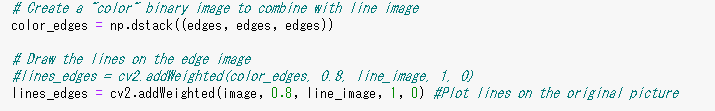 # Create a "color" binary image to combine with line image
color_edges = np.dstack((edges, edges, edges))
# Draw the lines on the edge image
#lines_edges = cv2.addWeighted(color_edges, 0.8, line_image, 1, 0)
lines_edges = cv2.addWeighted(image, 0.8, line_image, 1, 0) #Plot lines on the original picture